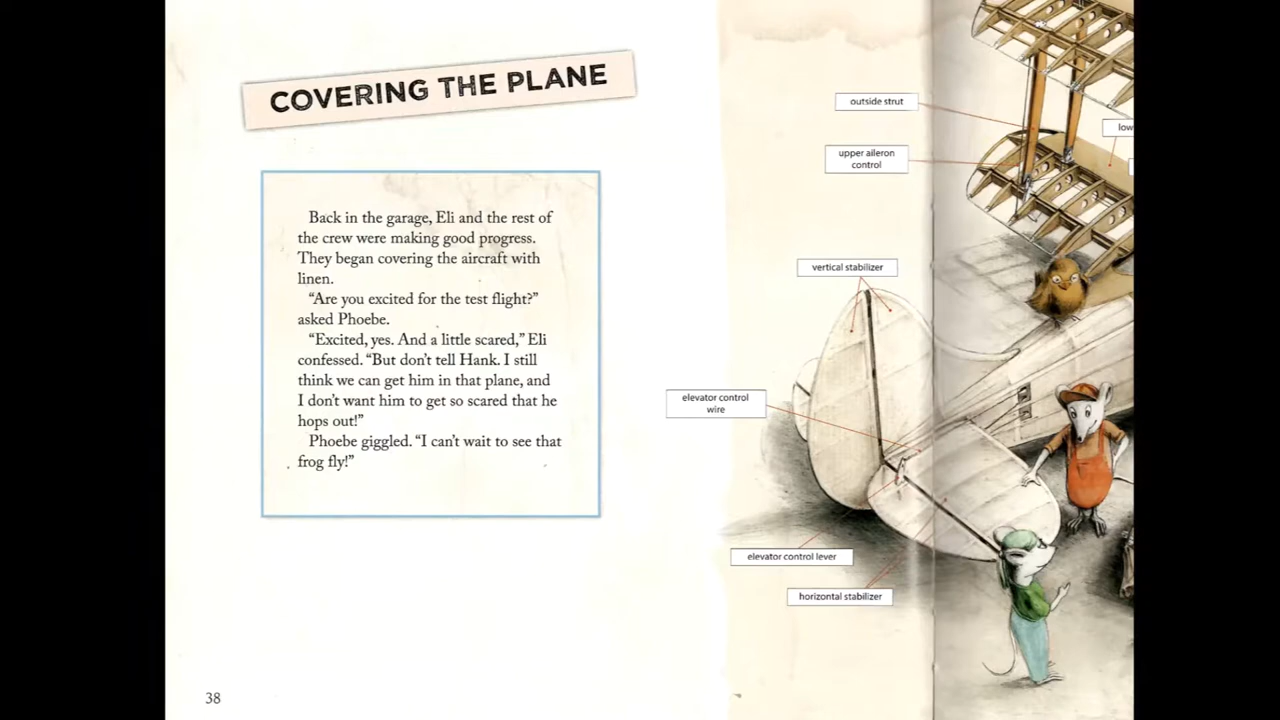 COVERING THE PLANE
Back in the garage, Eli and the rest of
the crew were making good progress.
They began covering the aircraft with
linen.
“Are you excited for the test flight?”
asked Phoebe.
“Excited, yes. And a little scared,” Eli
confessed. “But don’t tell Hank. I still
think we can get him in that plane, and
I don’t want him to get so scared that he
hops out!”
Phoebe giggled. “I can’t wait to see that
frog fly!”
38
outside strut
low
upper aileron
control
vertical stabilizer
elevator control
wire
elevator control lever
horizontal stabilizer